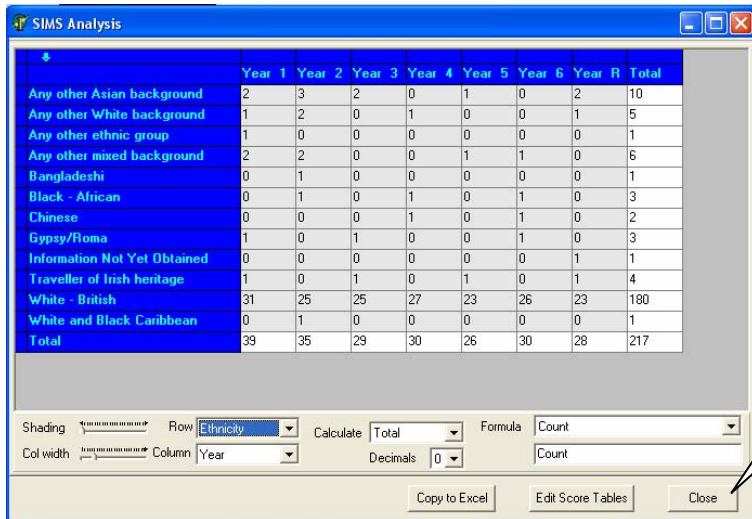 SIMS Analysis
Year 1 Year 2 Year 3 Year 4 Year 5 Year 6 Year R Total
Any other Asian background 2 3 2 0 1 0 2 10
Any other White background 1 2 0 1 0 0 1 5
Any other ethnic group 1 0 0 0 0 0 0 1
Any other mixed background 2 2 0 0 1 1 0 6
Bangladeshi 0 1 0 0 0 0 0 1
Black - African 0 1 0 1 0 1 0 3
Chinese 0 0 0 1 0 1 0 2
Gypsy/Roma 1 0 1 0 0 1 0 3
Information Not Yet Obtained 0 0 0 0 0 0 1 1
Traveller of Irish heritage 1 0 1 0 1 0 1 4
White - British 31 25 25 27 23 26 23 180
White and Black Caribbean 0 1 0 0 0 0 0 1
Total 39 35 29 30 26 30 28 217
Shading Row Ethnicity Calculate Total Formula Count
Col width Column Year Decimals 0 Count
Copy to Excel Edit Score Tables Close